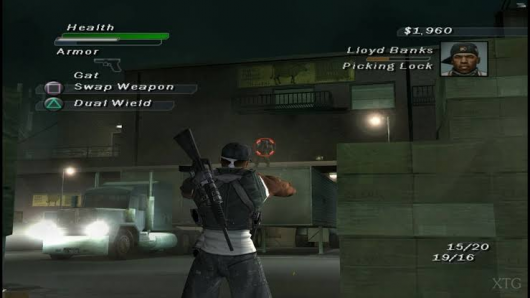 Health
$1,960
Armor
Lloyd Banks
Picking Lock
Gat
Swap Weapon
Dual Wield
15/20
19/16
XTG